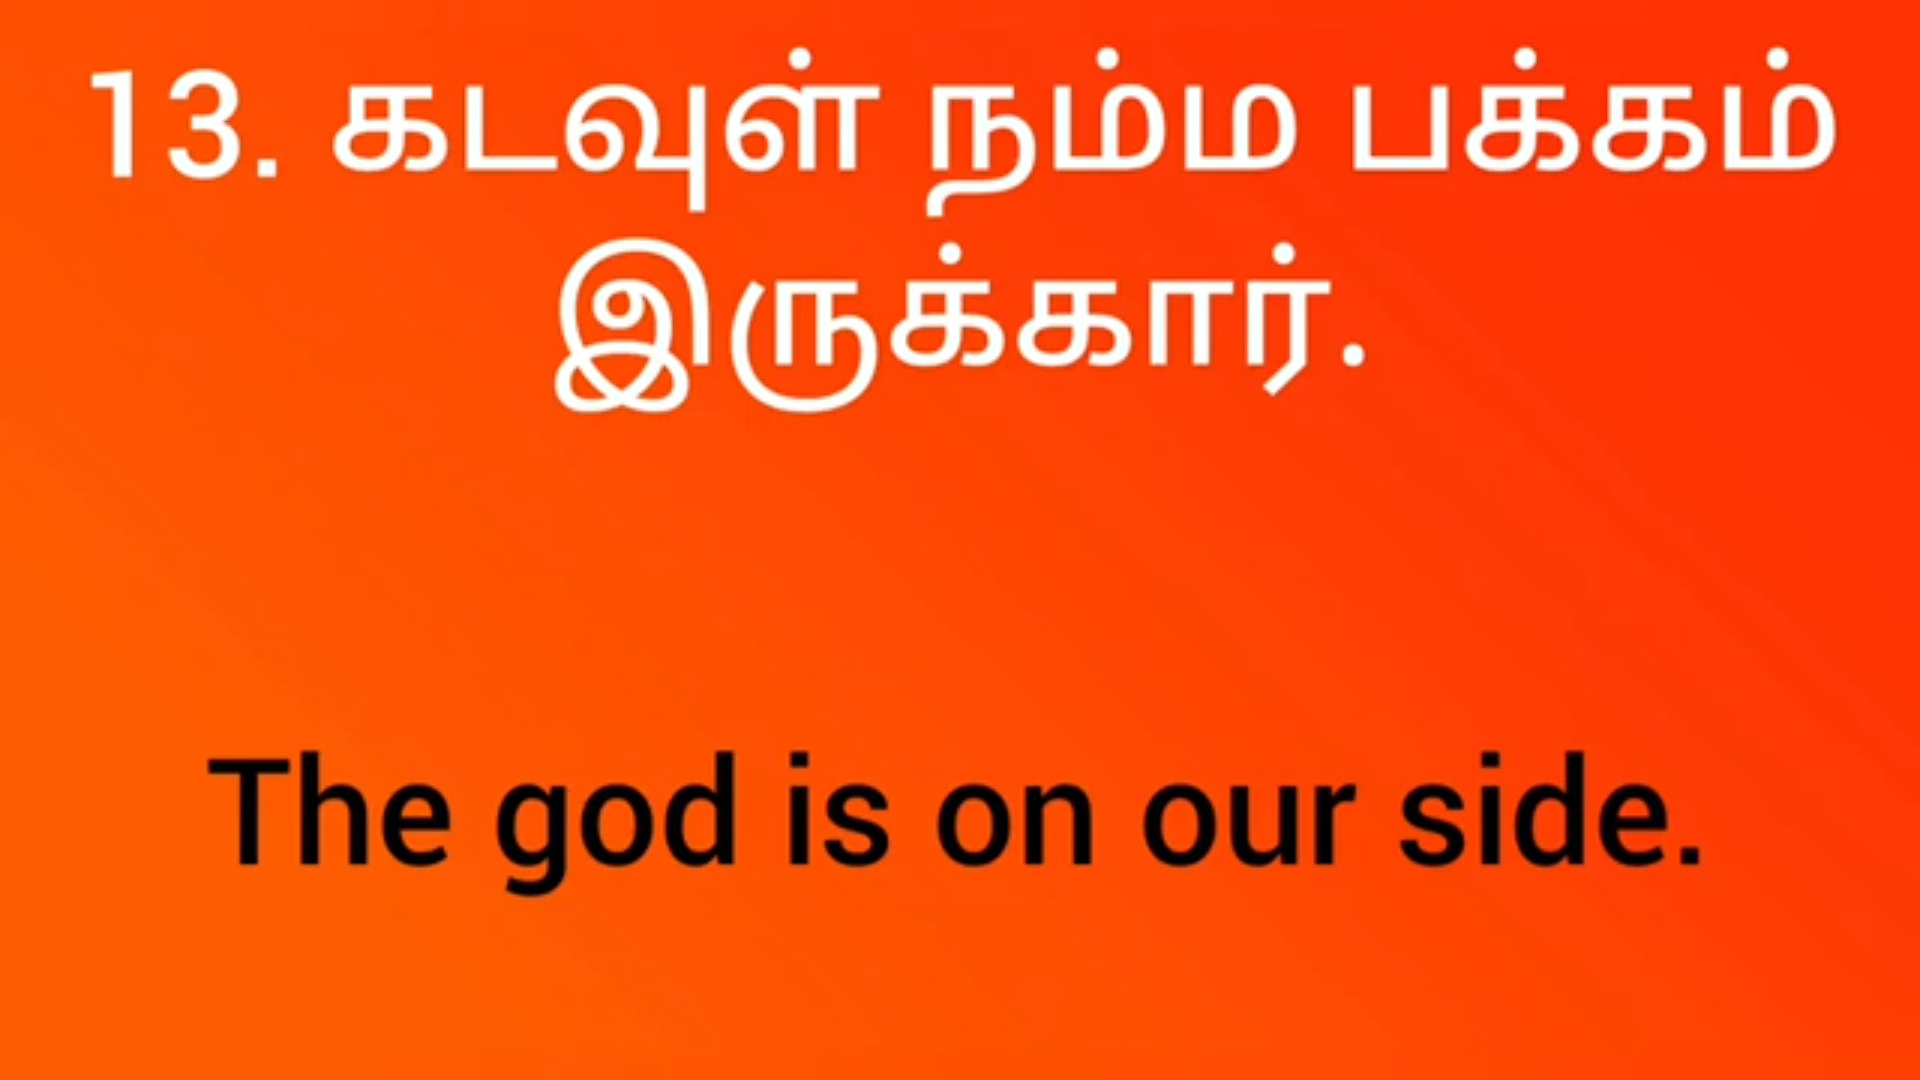 13. கடவுள் நம்ம பக்கம்
இருக்கார்.
The god is on our side.